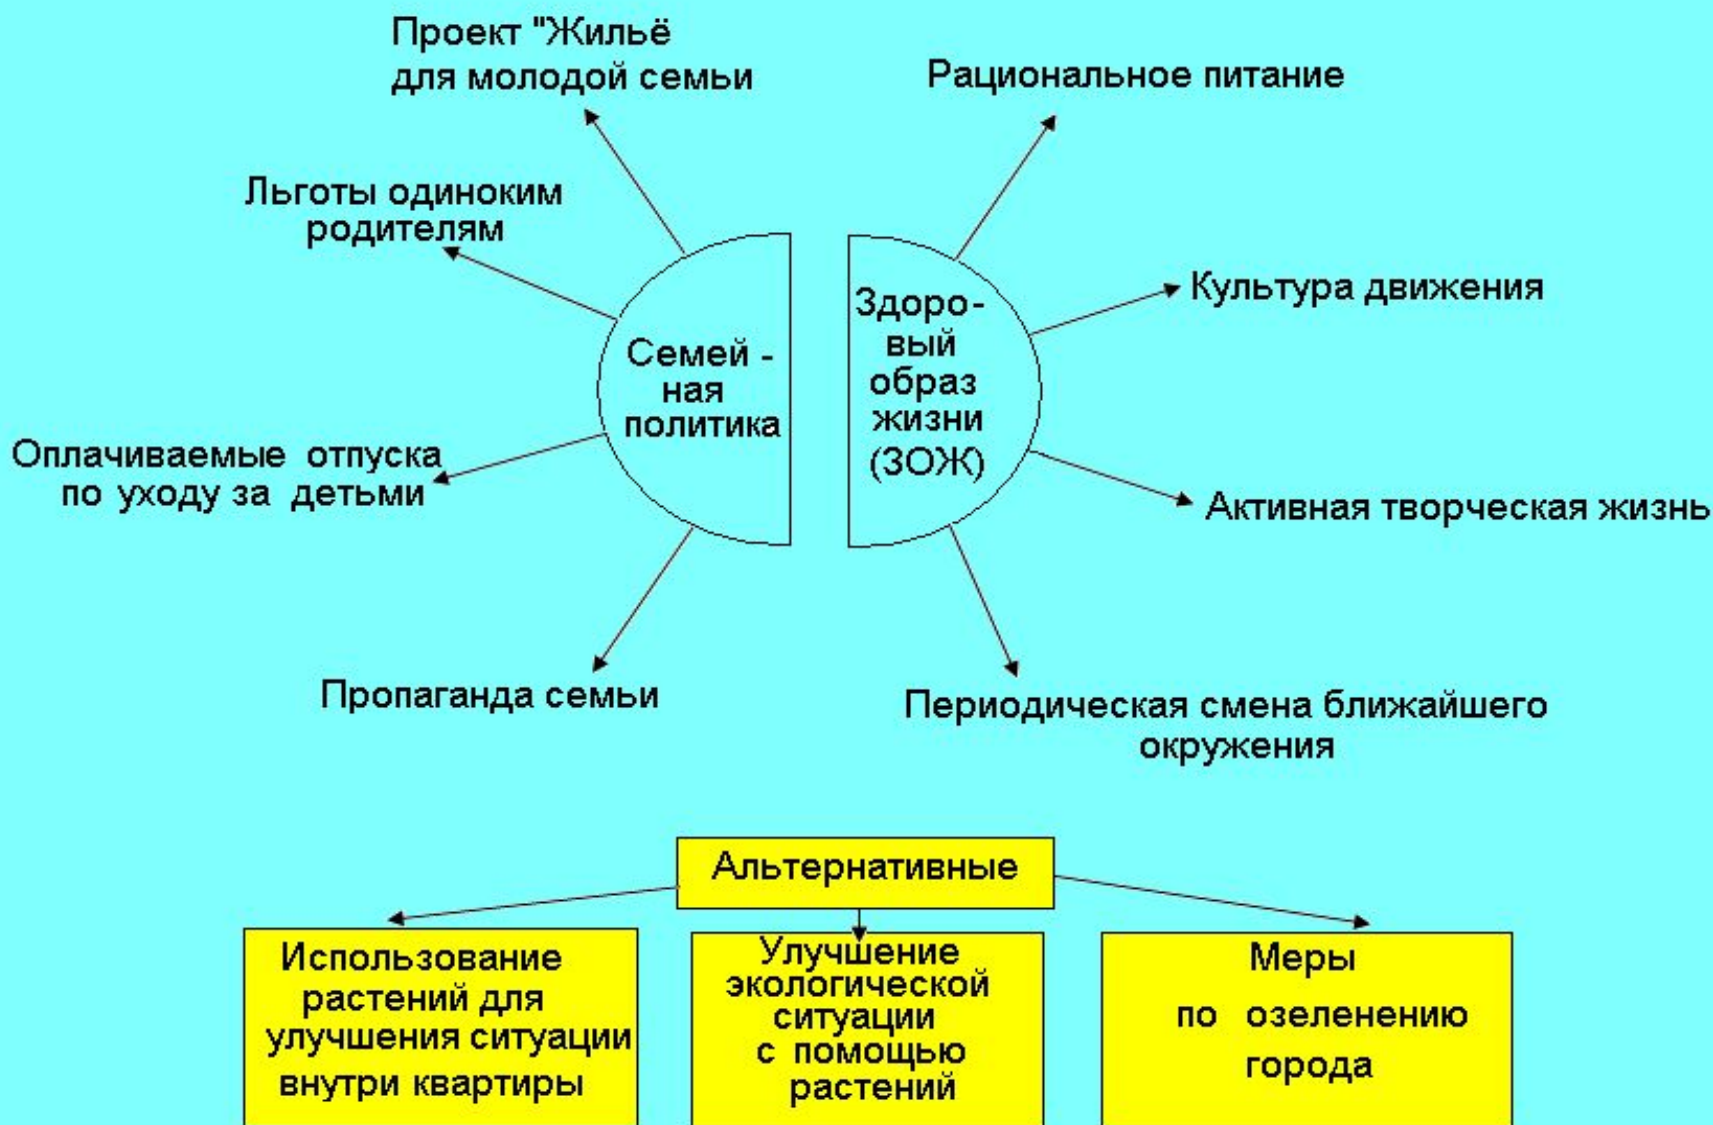 Проект "Жильё
для молодой семьи
Льготы одиноким
родителям
Оплачиваемые отпуска
по уходу за детьми
Пропаганда семьи
Семей -
ная
политика
Здоро-
вый
образ
жизни
(ЗОЖ)
Рациональное питание
Культура движения
Активная творческая жизнь
Периодическая смена ближайшего
окружения
Альтернативные
Использование
растений для
улучшения ситуации
внутри квартиры
Улучшение
экологической
ситуации
с помощью
растений
Меры
по озеленению
города